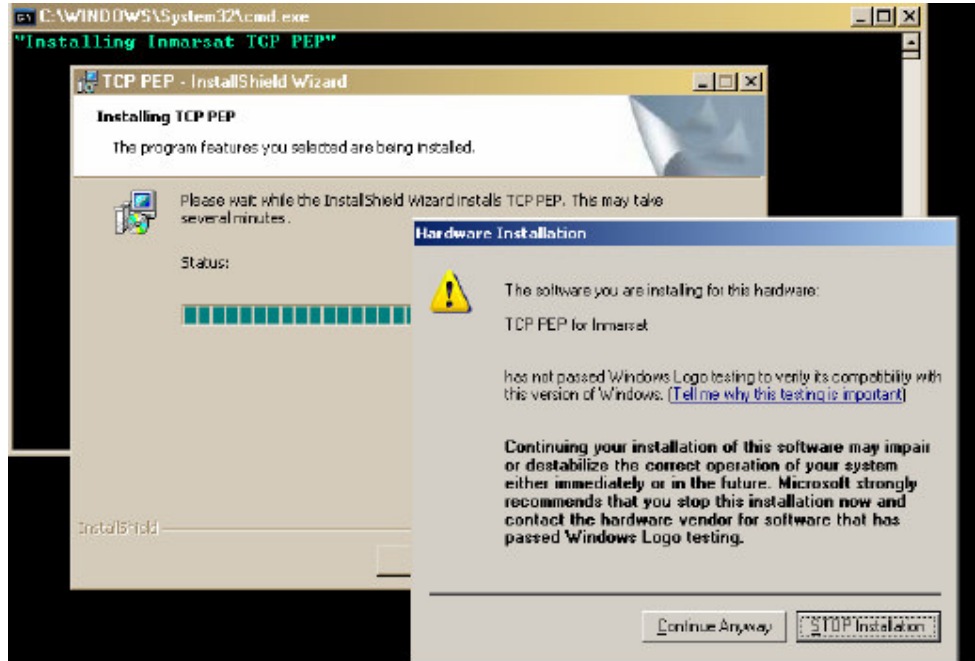 C:\WINDOWS\System32\cmd.exe
"Installing Inmarsat TCP PEP"
TCP PEP - InstallShield Wizard
Installing TCP PEP
The program features you selected are being installed.
Please wait while the InstallShield Wizard installs TCP PEP. This may take
several minutes.
Status:
InstallShield
Hardware Installation
The software you are installing for this hardware:
TCP PEP for Inmarsat
has not passed Windows Logo testing to verify its compatibility with
this version of Windows. (Tell me why this testing is important)
Continuing your installation of this software may impair
or destabilize the correct operation of your system
either immediately or in the future. Microsoft strongly
recommends that you stop this installation now and
contact the hardware vendor for software that has
passed Windows Logo testing.
Continue Anyway
STOP Installation